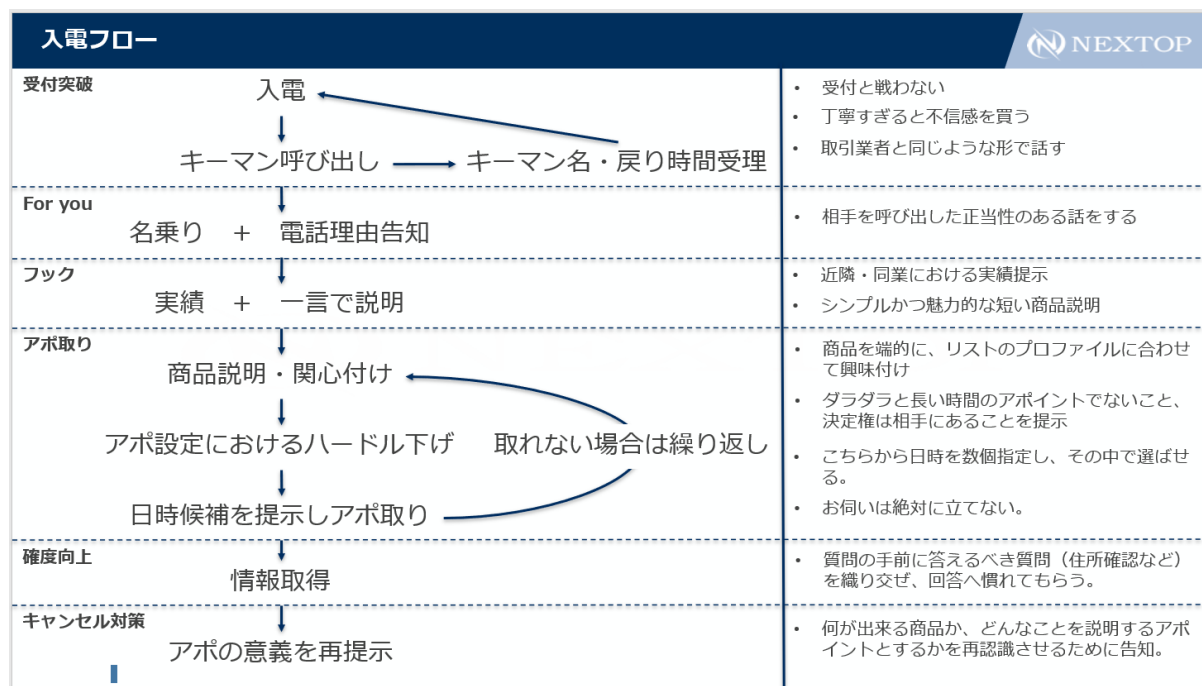 入電フロー
NEXTOP
受付突破
入電
キーマン呼び出し
キーマン名・戻り時間受理
・ 受付と戦わない
・ 丁寧すぎると不信感を買う
・ 取引業者と同じような形で話す
For you
名乗り + 電話理由告知
・ 相手を呼び出した正当性のある話をする
フック
実績 + 一言で説明
・ 近隣・同業における実績提示
・ シンプルかつ魅力的な短い商品説明
アポ取り
商品説明・関心付け
アポ設定におけるハードル下げ
取れない場合は繰り返し
日時候補を提示しアポ取り
・ 商品を端的に、リストのプロファイルに合わせ
て興味付け
・ ダラダラと長い時間のアポイントでないこと、
決定権は相手にあることを提示
・ こちらから日時を数個指定し、その中で選ばせ
る。
・ お伺いは絶対に立てない。
確度向上
情報取得
・ 質問の手前に答えるべき質問（住所確認など）
を織り交ぜ、回答へ慣れてもらう。
キャンセル対策
アポの意義を再提示
・ 何が出来る商品か、どんなことを説明するアポ
イントとするかを再認識させるために告知。